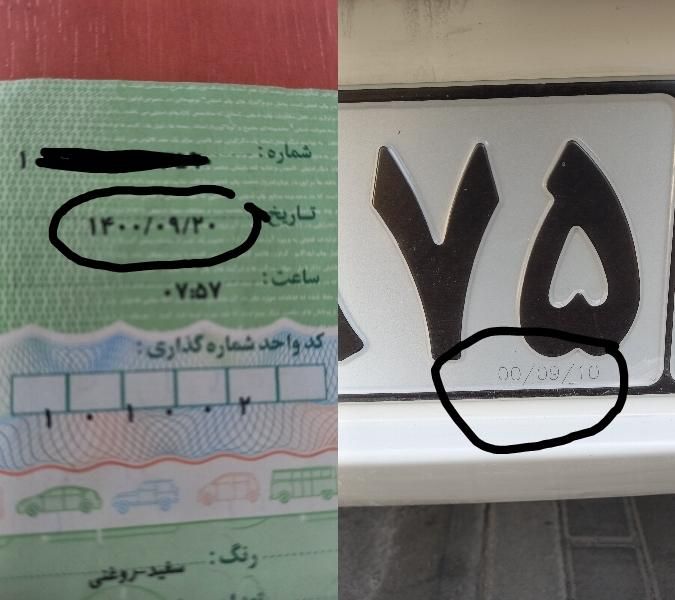 شماره :
تاریخ
۱۴۰۰/۰۹/۲۰
ساعت :
۰۷:۵۷
کد واحد شماره گذاری :
۱ ۰ ۱ ۰ ۰ ۲
رنگ :
سفید-روغنی
۷۵
00/09/10